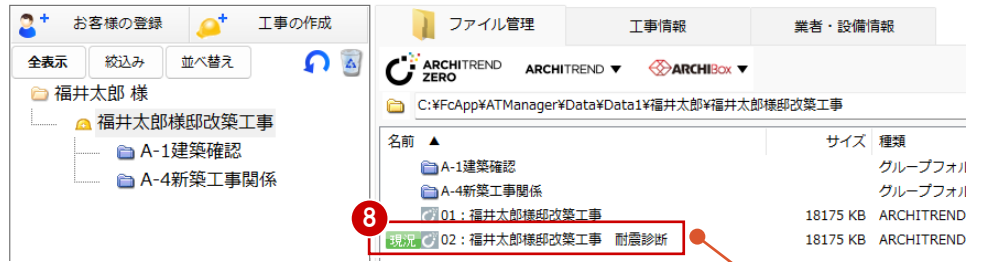 お客様の登録 工事の作成
全表示 絞込み 並べ替え
福井太郎 様
福井太郎様邸改築工事
A-1建築確認
A-4新築工事関係
ファイル管理 工事情報 業者・設備情報
ARCHITREND ZERO ARCHITREND ▼ ARCHIBOX ▼
C:¥FcApp¥ATManager¥Data¥Data1¥福井太郎¥福井太郎様邸改築工事
名前 ▲ サイズ 種類
A-1建築確認 グループフォル
A-4新築工事関係 グループフォル
01:福井太郎様邸改築工事 18175 KB ARCHITREND
8
現況 02:福井太郎様邸改築工事 耐震診断 18175 KB ARCHITREND